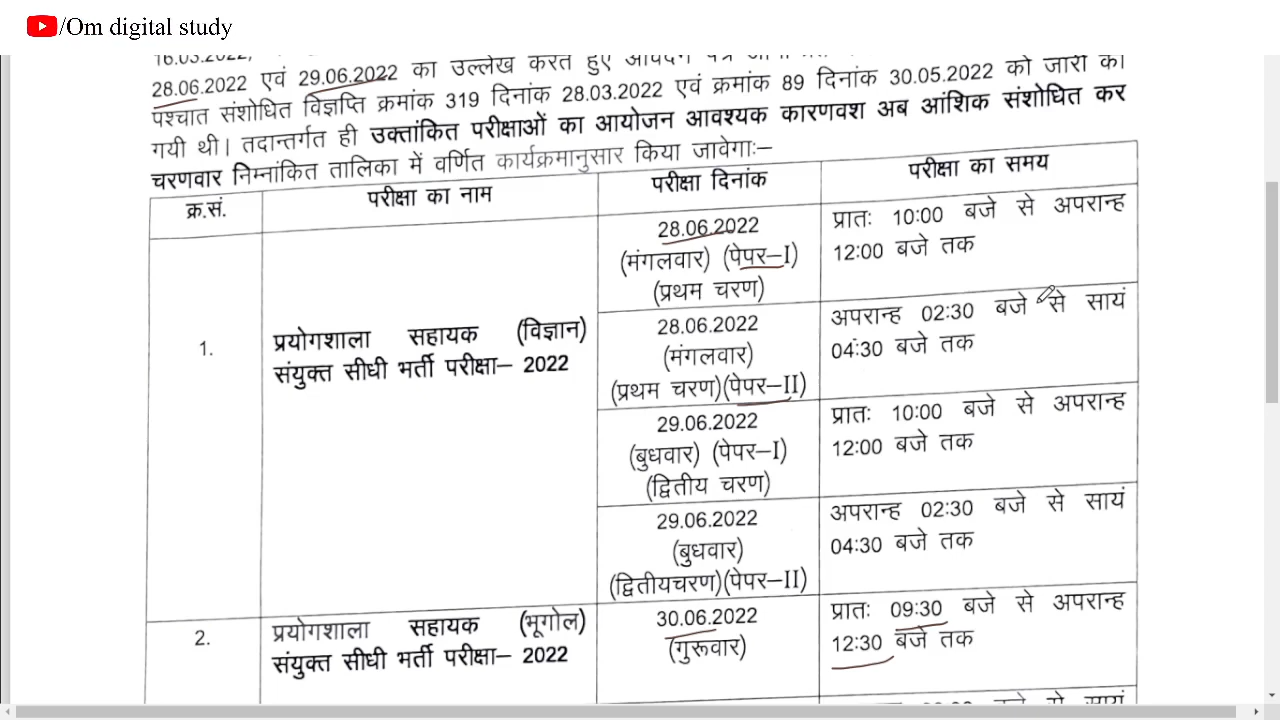 /Om digital study
16.03.2022,
28.06.2022 एवं 29.06.2022 का उल्लेख करते हुए आवेदन पत्र
पश्चात संशोधित विज्ञप्ति क्रमांक 319 दिनांक 28.03.2022 एवं क्रमांक 89 दिनांक 30.05.2022 को जारी की
गयी थी। तदान्तर्गत ही उक्तांकित परीक्षाओं का आयोजन आवश्यक कारणवश अब आंशिक संशोधित कर
चरणवार निम्नांकित तालिका में वर्णित कार्यक्रमानुसार किया जावेगाः–
क्र.सं. परीक्षा का नाम परीक्षा दिनांक परीक्षा का समय
1.
प्रयोगशाला सहायक (विज्ञान)
संयुक्त सीधी भर्ती परीक्षा– 2022
28.06.2022
(मंगलवार) (पेपर–I)
(प्रथम चरण)
प्रातः 10:00 बजे से अपरान्ह
12:00 बजे तक
28.06.2022
(मंगलवार)
(प्रथम चरण)(पेपर–II)
अपरान्ह 02:30 बजे से सायं
04:30 बजे तक
29.06.2022
(बुधवार) (पेपर–I)
(द्वितीय चरण)
प्रातः 10:00 बजे से अपरान्ह
12:00 बजे तक
29.06.2022
(बुधवार)
(द्वितीयचरण)(पेपर–II)
अपरान्ह 02:30 बजे से सायं
04:30 बजे तक
2.
प्रयोगशाला सहायक (भूगोल)
संयुक्त सीधी भर्ती परीक्षा– 2022
30.06.2022
(गुरूवार)
प्रातः 09:30 बजे से अपरान्ह
12:30 बजे तक
बजे से सायं